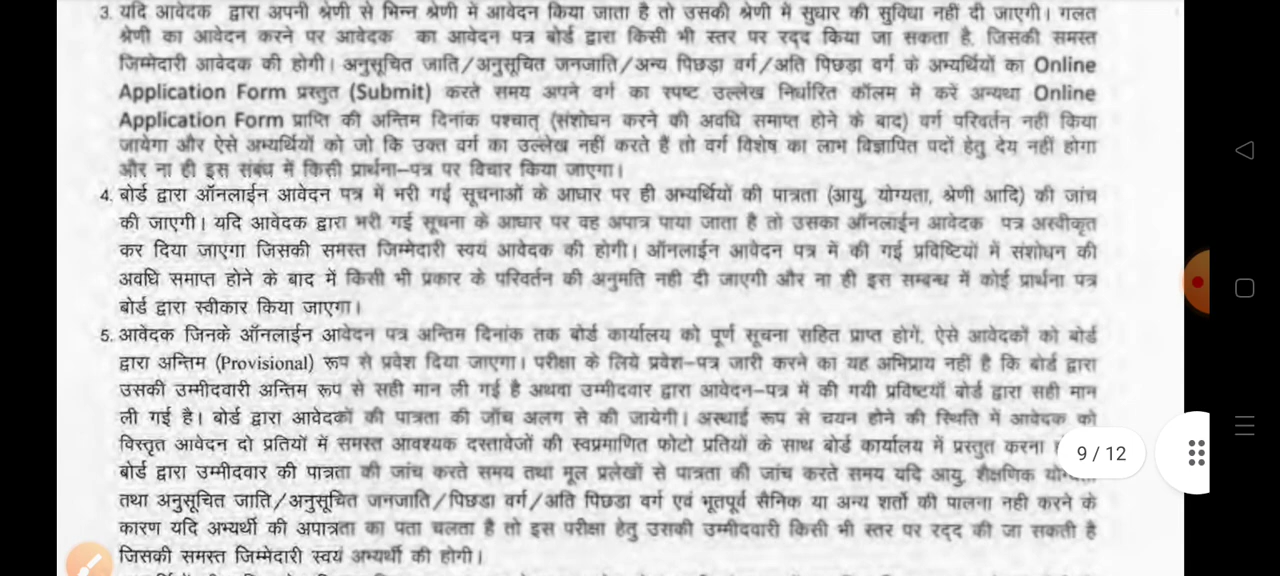 3. यदि आवेदक द्वारा अपनी श्रेणी से भिन्न श्रेणी में आवेदन किया जाता है तो उसकी श्रेणी में सुधार की सुविधा नहीं दी जाएगी। गलत
श्रेणी का आवेदन करने पर आवेदक का आवेदन पत्र बोर्ड द्वारा किसी भी स्तर पर रद्द किया जा सकता है, जिसकी समस्त
जिम्मेदारी आवेदक की होगी। अनुसूचित जाति/अनुसूचित जनजाति/अन्य पिछड़ा वर्ग/अति पिछड़ा वर्ग के अभ्यर्थियों का Online
Application Form प्रस्तुत (Submit) करते समय अपने वर्ग का स्पष्ट उल्लेख निर्धारित कॉलम में करें अन्यथा Online
Application Form प्राप्ति की अन्तिम दिनांक पश्चात् (संशोधन करने की अवधि समाप्त होने के बाद) वर्ग परिवर्तन नही किया
जायेगा और ऐसे अभ्यर्थियों को जो कि उक्त वर्ग का उल्लेख नहीं करते हैं तो वर्ग विशेष का लाभ विज्ञापित पदों हेतु देय नहीं होगा
और ना ही इस संबंध में किसी प्रार्थना–पत्र पर विचार किया जाएगा।
4. बोर्ड द्वारा ऑनलाईन आवेदन पत्र में भरी गई सूचनाओं के आधार पर ही अभ्यर्थियों की पात्रता (आयु, योग्यता, श्रेणी आदि) की जांच
की जाएगी। यदि आवेदक द्वारा भरी गई सूचना के आधार पर वह अपात्र पाया जाता है तो उसका ऑनलाईन आवेदक पत्र अस्वीकृत
कर दिया जाएगा जिसकी समस्त जिम्मेदारी स्वयं आवेदक की होगी। ऑनलाईन आवेदन पत्र में की गई प्रविष्टियों में संशोधन की
अवधि समाप्त होने के बाद में किसी भी प्रकार के परिवर्तन की अनुमति नही दी जाएगी और ना ही इस सम्बन्ध में कोई प्रार्थना पत्र
बोर्ड द्वारा स्वीकार किया जाएगा।
5. आवेदक जिनके ऑनलाईन आवेदन पत्र अन्तिम दिनांक तक बोर्ड कार्यालय को पूर्ण सूचना सहित प्राप्त होगें, ऐसे आवेदकों को बोर्ड
द्वारा अन्तिम (Provisional) रूप से प्रवेश दिया जाएगा। परीक्षा के लिये प्रवेश–पत्र जारी करने का यह अभिप्राय नहीं है कि बोर्ड द्वारा
उसकी उम्मीदवारी अन्तिम रूप से सही मान ली गई है अथवा उम्मीदवार द्वारा आवेदन–पत्र में की गयी प्रविष्टयॉ बोर्ड द्वारा सही मान
ली गई है। बोर्ड द्वारा आवेदकों की पात्रता की जॉच अलग से की जायेगी। अस्थाई रूप से चयन होने की स्थिति में आवेदक को
विस्तृत आवेदन दो प्रतियों में समस्त आवश्यक दस्तावेजों की स्वप्रमाणित फोटो प्रतियों के साथ बोर्ड कार्यालय में प्रस्तुत करना
बोर्ड द्वारा उम्मीदवार की पात्रता की जांच करते समय तथा मूल प्रलेखों से पात्रता की जांच करते समय यदि आयु, शैक्षणिक
तथा अनुसूचित जाति/अनुसूचित जनजाति/पिछडा वर्ग/अति पिछडा वर्ग एवं भूतपूर्व सैनिक या अन्य शर्तो की पालना नही करने के
कारण यदि अभ्यर्थी की अपात्रता का पता चलता है तो इस परीक्षा हेतु उसकी उम्मीदवारी किसी भी स्तर पर रद्द की जा सकती है
जिसकी समस्त जिम्मेदारी स्वयं अभ्यर्थी की होगी।
9 / 12